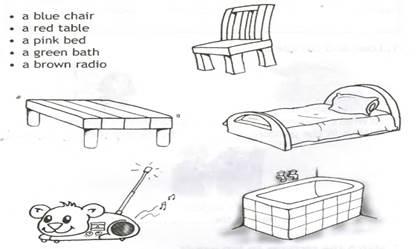 • a blue chair
• a red table
• a pink bed
• a green bath
• a brown radio